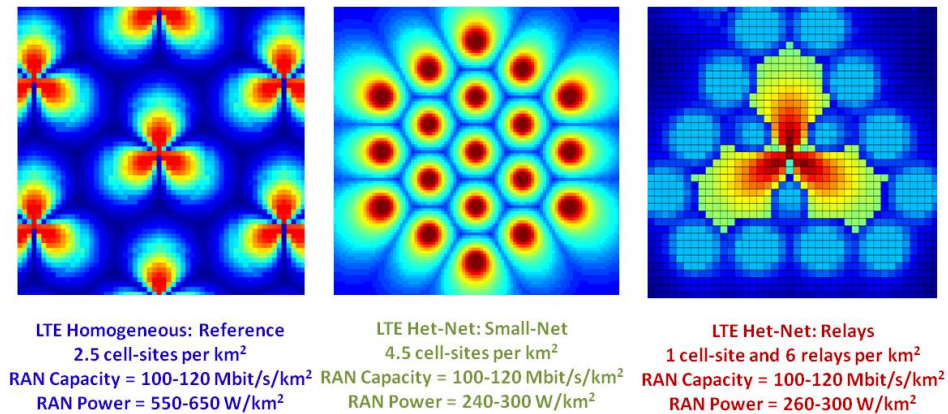 LTE Homogeneous: Reference
2.5 cell-sites per km²
RAN Capacity = 100-120 Mbit/s/km²
RAN Power = 550-650 W/km²
LTE Het-Net: Small-Net
4.5 cell-sites per km²
RAN Capacity = 100-120 Mbit/s/km²
RAN Power = 240-300 W/km²
LTE Het-Net: Relays
1 cell-site and 6 relays per km²
RAN Capacity = 100-120 Mbit/s/km²
RAN Power = 260-300 W/km²